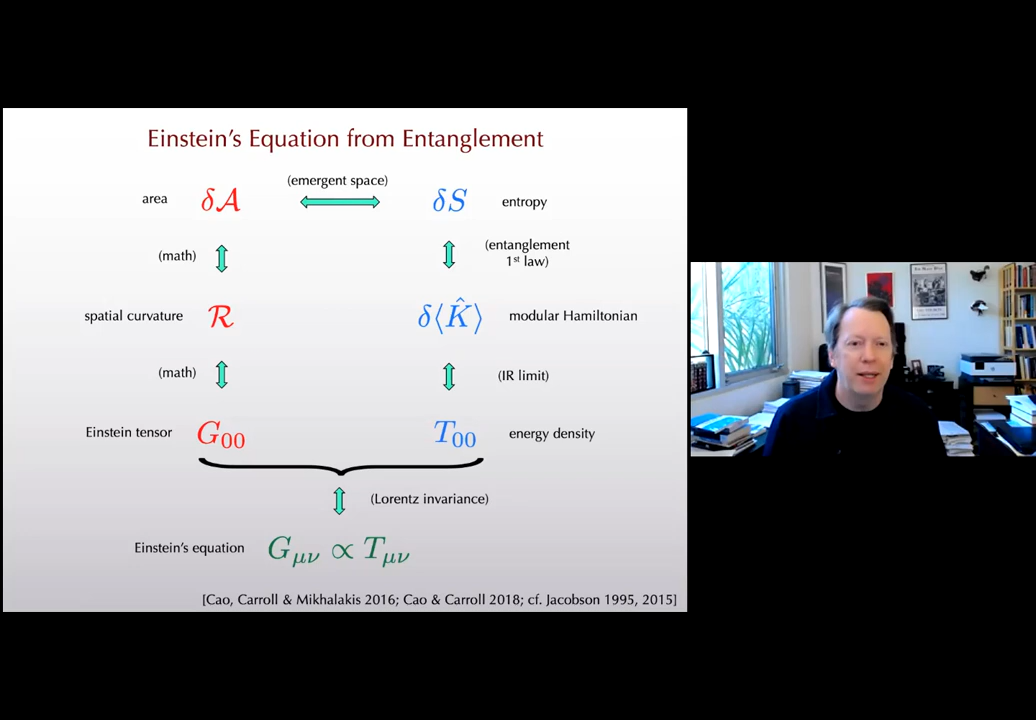 Einstein's Equation from Entanglement
area δA (emergent space) δS entropy
(math) (entanglement
1st law)
spatial curvature R δ⟨K̂⟩ modular Hamiltonian
(math) (IR limit)
Einstein tensor G₀₀ T₀₀ energy density
(Lorentz invariance)
Einstein's equation Gμν ∝ Tμν
[Cao, Carroll & Mikhalakis 2016; Cao & Carroll 2018; cf. Jacobson 1995, 2015]